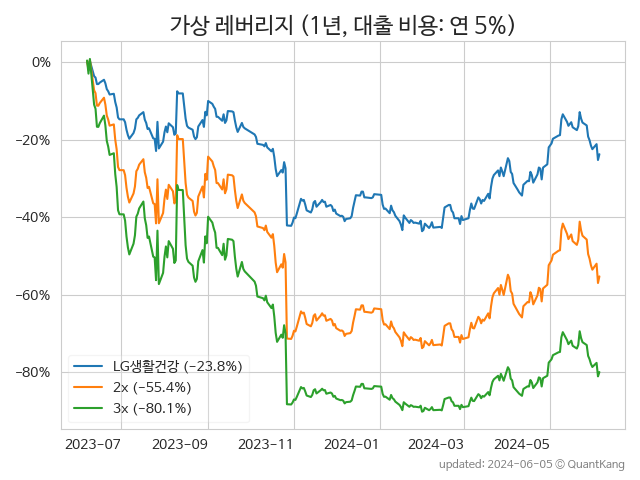 가상 레버리지 (1년, 대출 비용: 연 5%)
0%
−20%
−40%
−60%
−80%
LG생활건강 (−23.8%)
2x (−55.4%)
3x (−80.1%)
2023-07 2023-09 2023-11 2024-01 2024-03 2024-05
updated: 2024-06-05 ⓒ QuantKang